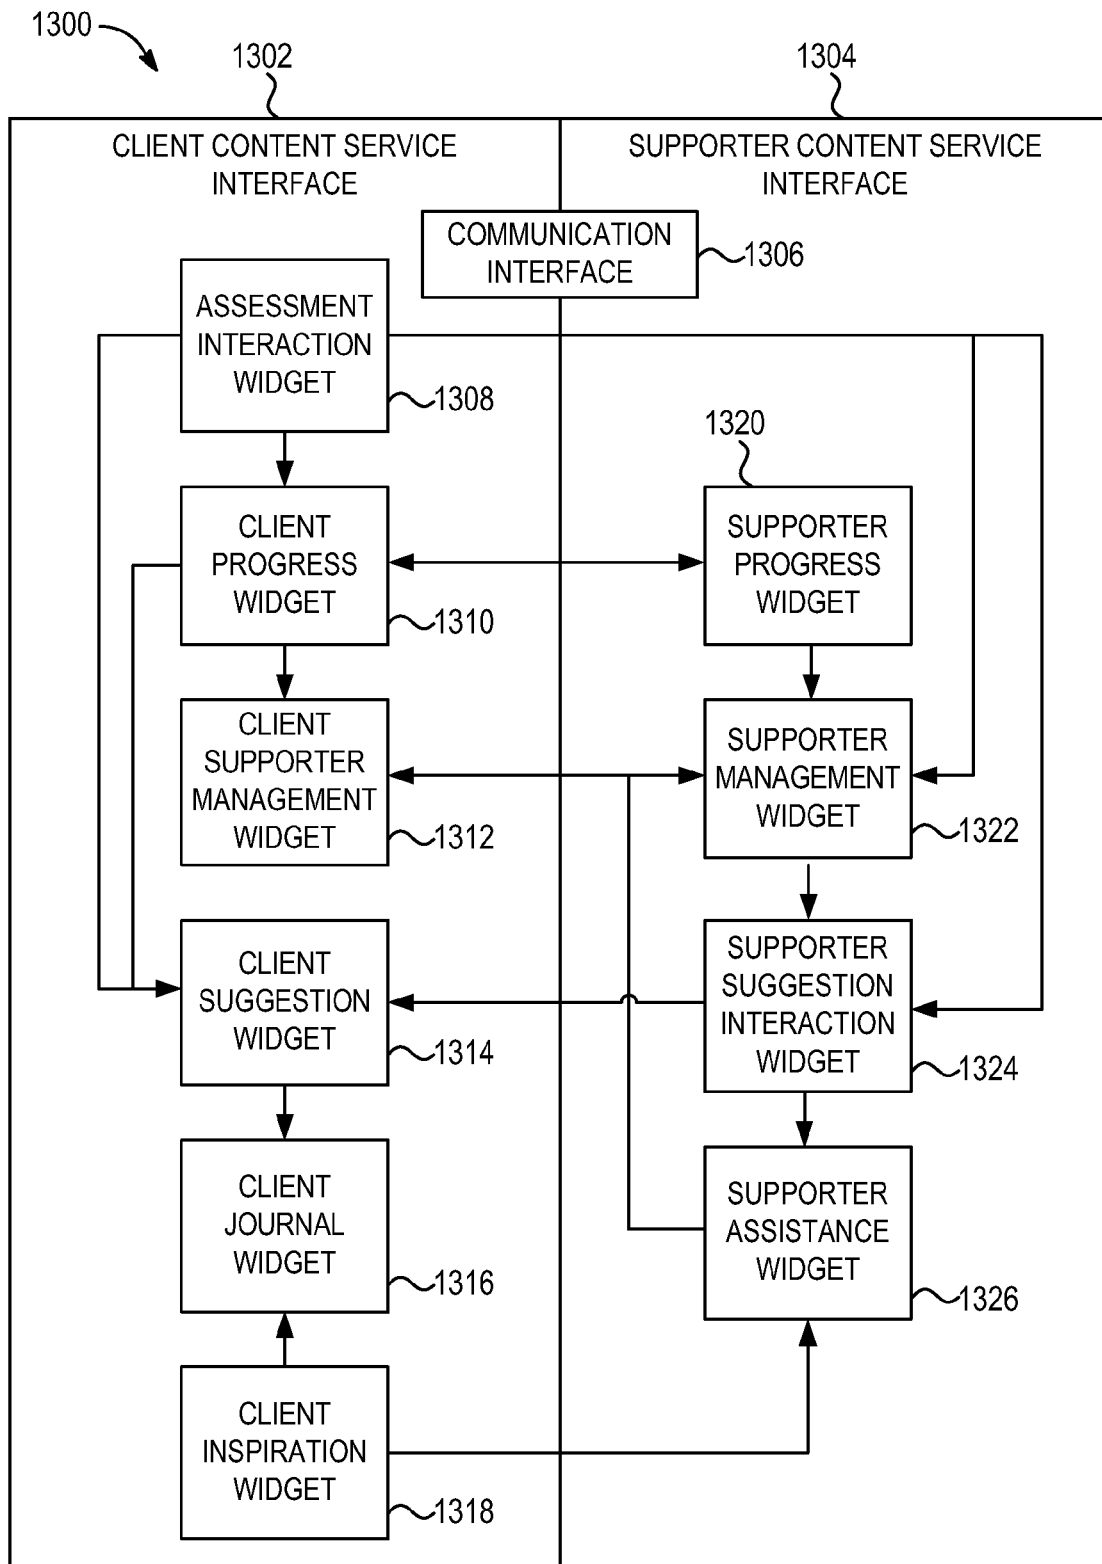 1300
1302
1304
CLIENT CONTENT SERVICE
INTERFACE
SUPPORTER CONTENT SERVICE
INTERFACE
COMMUNICATION
INTERFACE
1306
ASSESSMENT
INTERACTION
WIDGET
1308
1320
CLIENT
PROGRESS
WIDGET
1310
SUPPORTER
PROGRESS
WIDGET
CLIENT
SUPPORTER
MANAGEMENT
WIDGET
1312
SUPPORTER
MANAGEMENT
WIDGET
1322
CLIENT
SUGGESTION
WIDGET
1314
SUPPORTER
SUGGESTION
INTERACTION
WIDGET
1324
CLIENT
JOURNAL
WIDGET
1316
SUPPORTER
ASSISTANCE
WIDGET
1326
CLIENT
INSPIRATION
WIDGET
1318